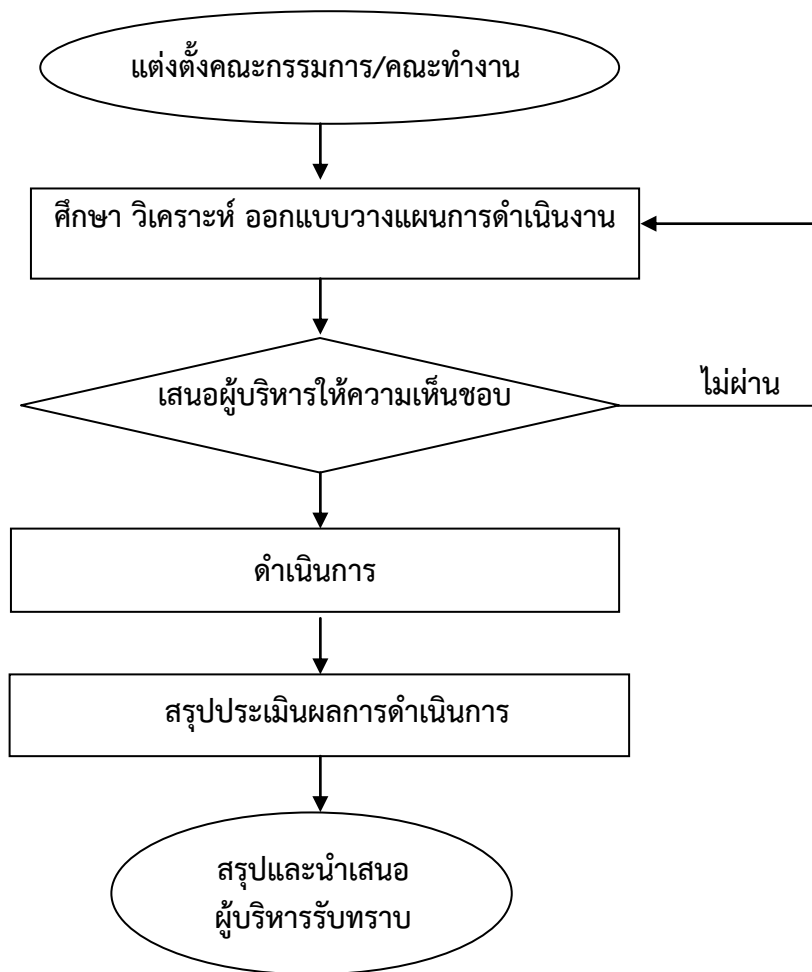 แต่งตั้งคณะกรรมการ/คณะทำงาน
ศึกษา วิเคราะห์ ออกแบบวางแผนการดำเนินงาน
เสนอผู้บริหารให้ความเห็นชอบ
ไม่ผ่าน
ดำเนินการ
สรุปประเมินผลการดำเนินการ
สรุปและนำเสนอ
ผู้บริหารรับทราบ